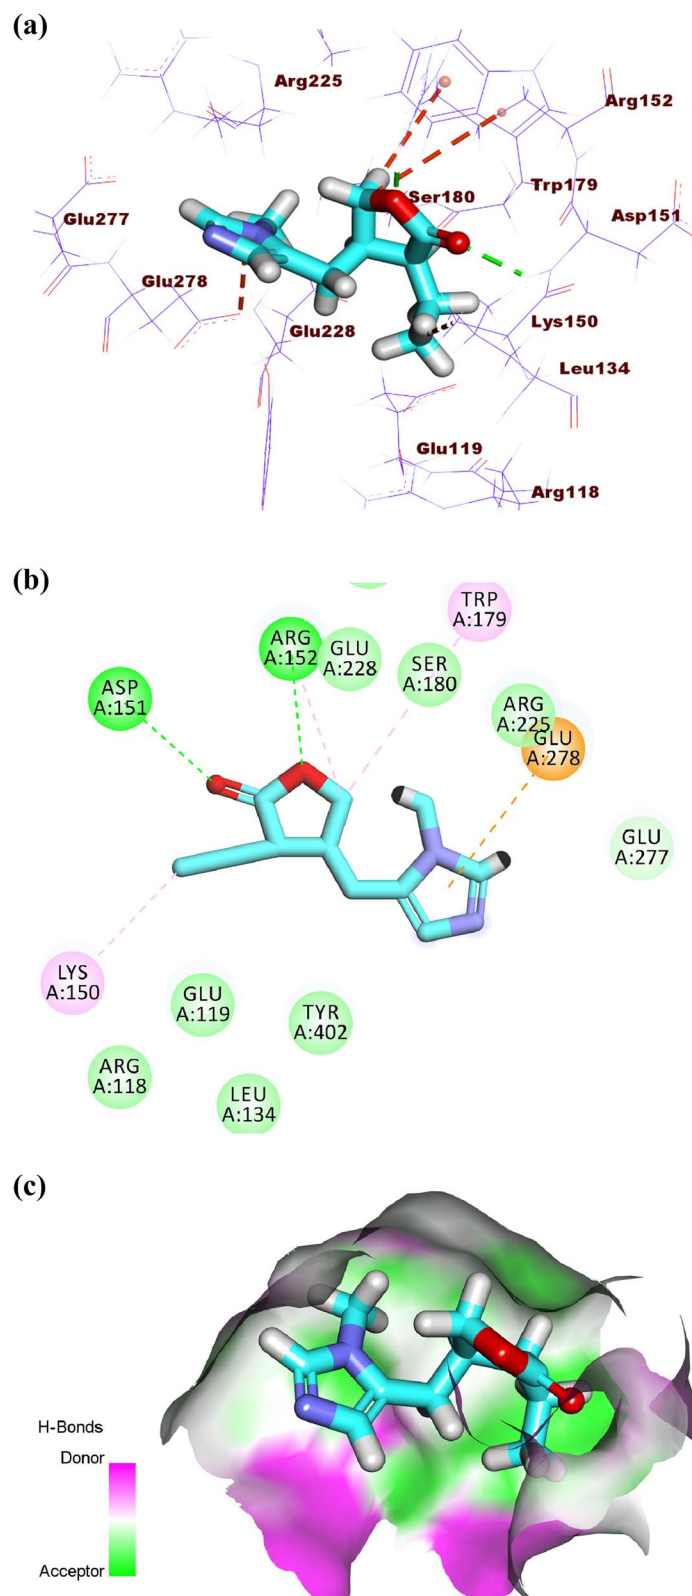 (a)
Arg225
Arg152
Ser180
Trp179
Glu277
Asp151
Glu278
Glu228
Lys150
Leu134
Glu119
Arg118
(b)
TRP
A:179
ARG
A:152
GLU
A:228
SER
A:180
ASP
A:151
ARG
A:225
GLU
A:278
GLU
A:277
LYS
A:150
GLU
A:119
TYR
A:402
ARG
A:118
LEU
A:134
(c)
H-Bonds
Donor
Acceptor